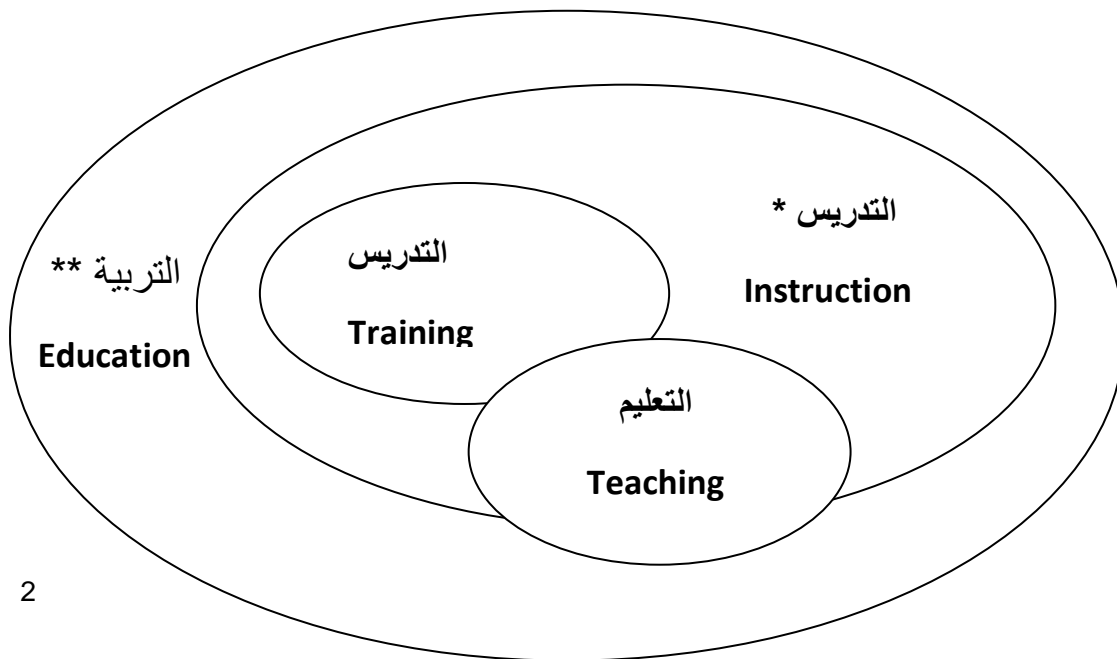 التدريس *
التدريس
التربية **
Instruction
Training
Education
التعليم
Teaching
2